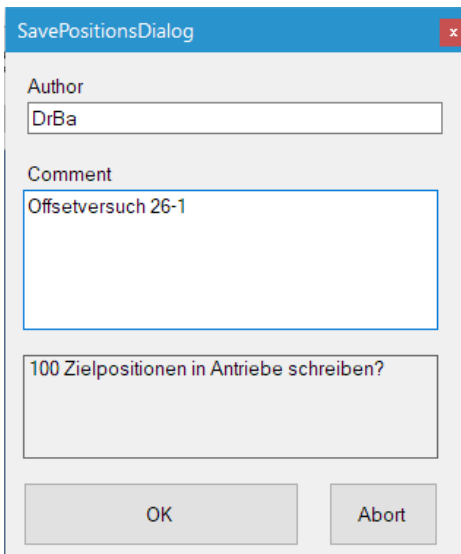 SavePositionsDialog
x
Author
DrBa
Comment
Offsetversuch 26-1
100 Zielpositionen in Antriebe schreiben?
OK
Abort